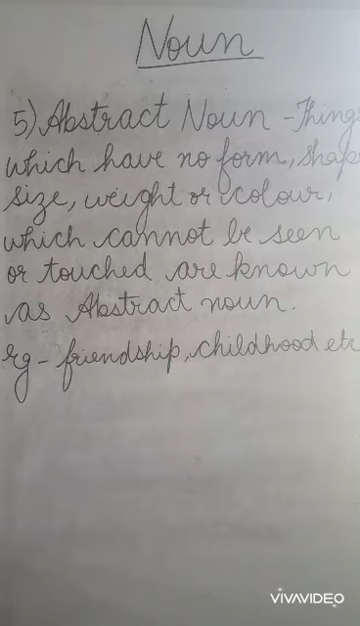 Noun
5) Abstract Noun - Things
which have no form, shap
size, weight or colour,
which cannot be seen
or touched are known
as Abstract noun.
eg - friendship, childhood etc
VIVAVIDEO